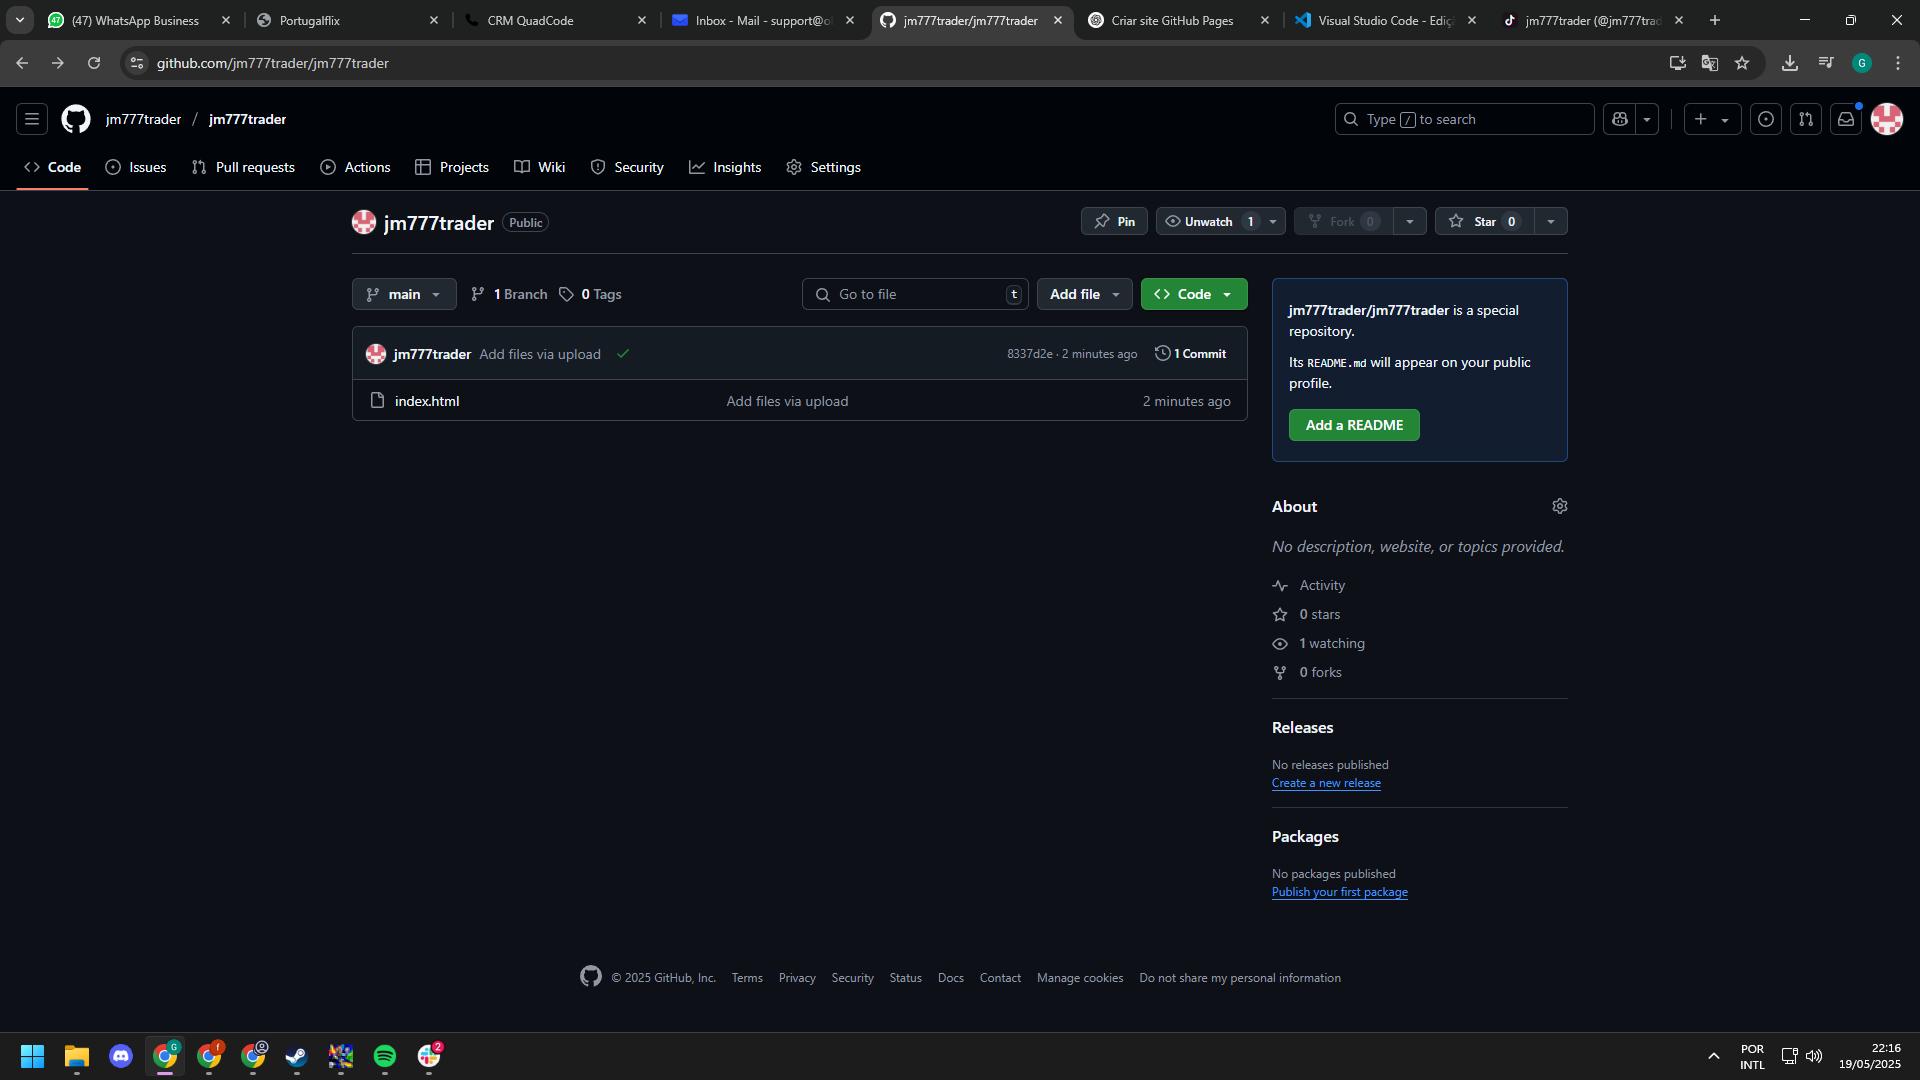 (47) WhatsApp Business
Portugalflix
CRM QuadCode
Inbox - Mail - support@ol
jm777trader/jm777trader
Criar site GitHub Pages
Visual Studio Code - Ediç
jm777trader (@jm777trad
github.com/jm777trader/jm777trader
G
jm777trader / jm777trader
Type / to search
Code
Issues
Pull requests
Actions
Projects
Wiki
Security
Insights
Settings
jm777trader Public
Pin
Unwatch 1
Fork 0
Star 0
main
1 Branch
0 Tags
Go to file t
Add file
Code
jm777trader Add files via upload
8337d2e · 2 minutes ago
1 Commit
index.html
Add files via upload
2 minutes ago
jm777trader/jm777trader is a special
repository.
Its README.md will appear on your public
profile.
Add a README
About
No description, website, or topics provided.
Activity
0 stars
1 watching
0 forks
Releases
No releases published
Create a new release
Packages
No packages published
Publish your first package
© 2025 GitHub, Inc.
Terms
Privacy
Security
Status
Docs
Contact
Manage cookies
Do not share my personal information
G
f
2
POR
INTL
22:16
19/05/2025